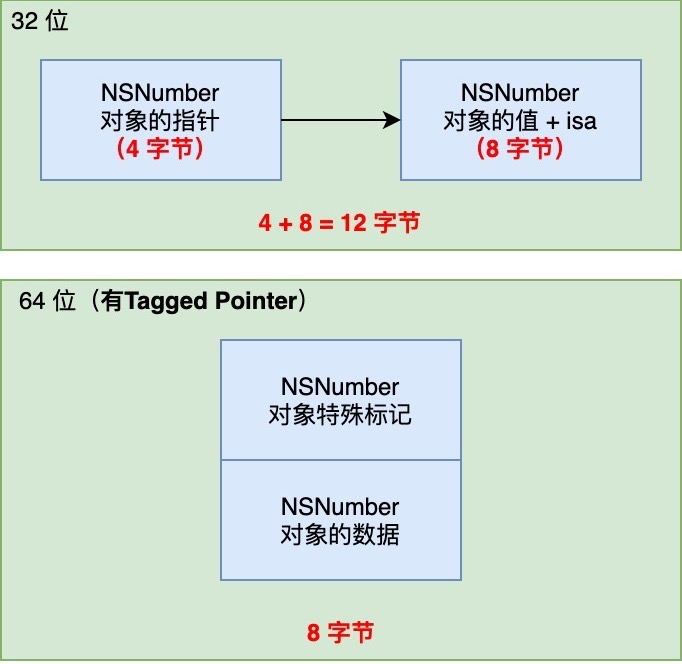 32 位
NSNumber
对象的指针
（4 字节）
NSNumber
对象的值 + isa
（8 字节）
4 + 8 = 12 字节
64 位（有Tagged Pointer）
NSNumber
对象特殊标记
NSNumber
对象的数据
8 字节